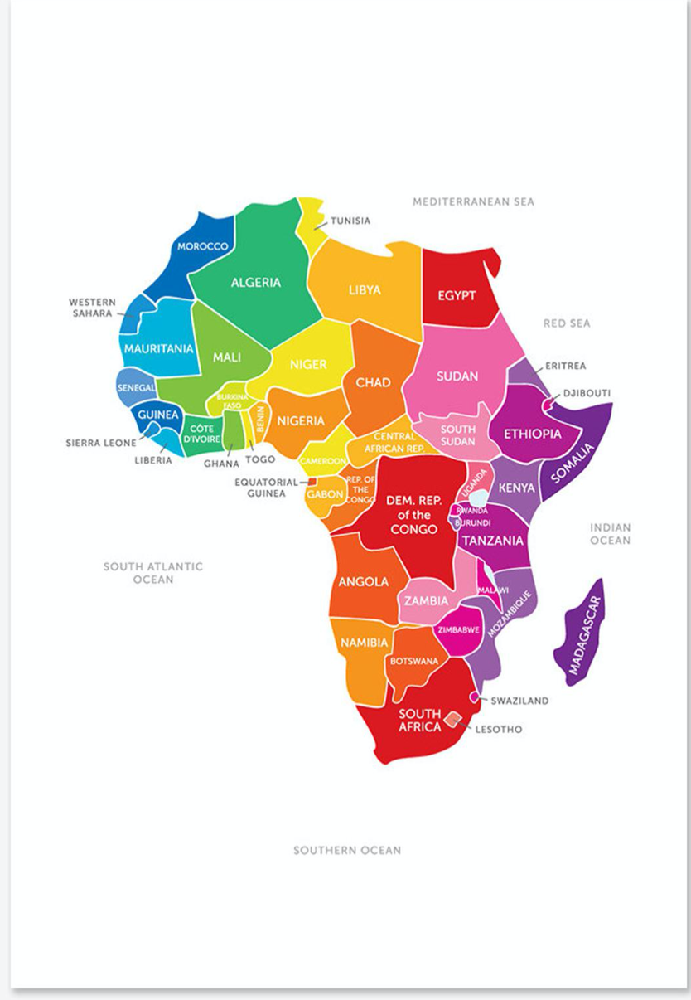 MEDITERRANEAN SEA
TUNISIA
MOROCCO
ALGERIA
LIBYA
EGYPT
WESTERN
SAHARA
RED SEA
MAURITANIA
MALI
NIGER
CHAD
SUDAN
ERITREA
SENEGAL
DJIBOUTI
BURKINA
FASO
GUINEA
BENIN
NIGERIA
CÔTE
D'IVOIRE
SOUTH
SUDAN
ETHIOPIA
SOMALIA
SIERRA LEONE
LIBERIA
GHANA
TOGO
CENTRAL
AFRICAN REP.
CAMEROON
EQUATORIAL
GUINEA
GABON
REP. OF
THE
CONGO
DEM. REP.
of the
CONGO
UGANDA
KENYA
RWANDA
BURUNDI
TANZANIA
INDIAN
OCEAN
SOUTH ATLANTIC
OCEAN
ANGOLA
ZAMBIA
MALAWI
MOZAMBIQUE
MADAGASCAR
ZIMBABWE
NAMIBIA
BOTSWANA
SWAZILAND
SOUTH
AFRICA
LESOTHO
SOUTHERN OCEAN